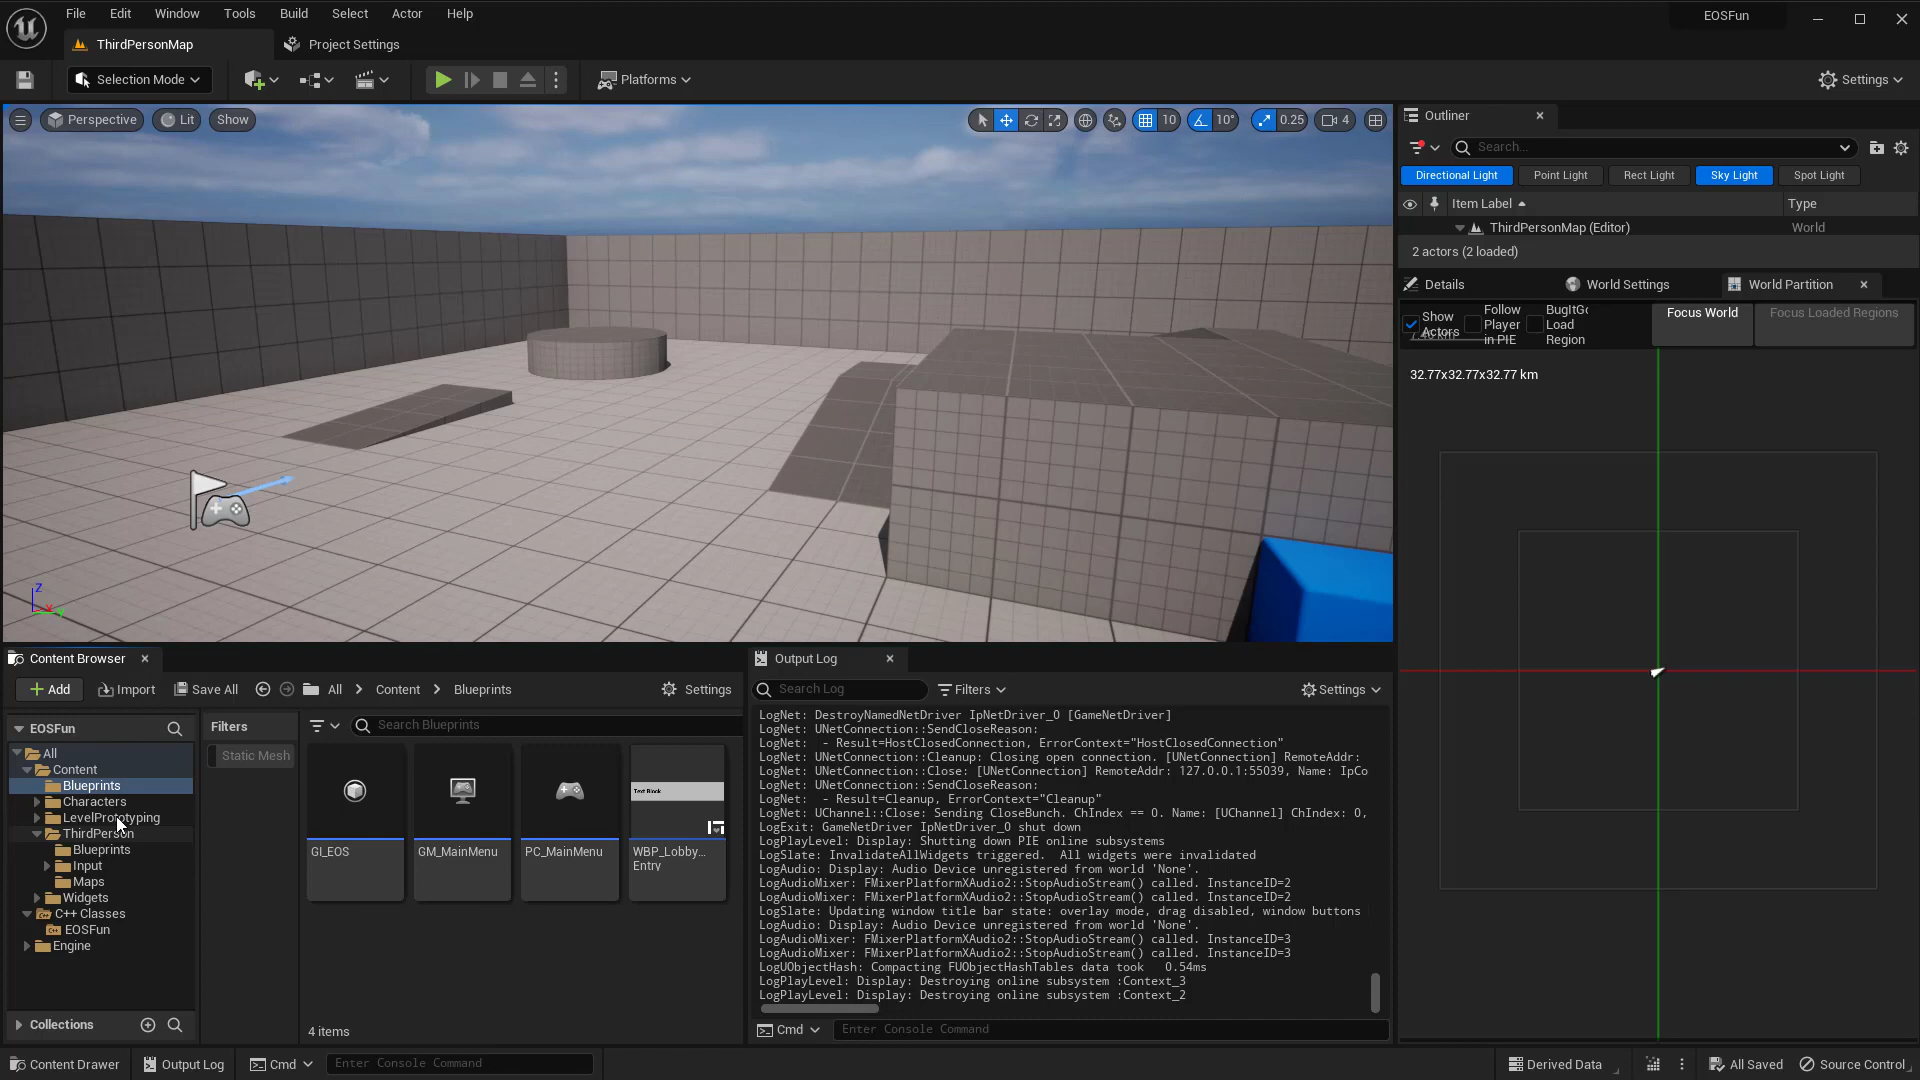 File Edit Window Tools Build Select Actor Help
EOSFun
ThirdPersonMap
Project Settings
Selection Mode
Platforms
Settings
Perspective
Lit
Show
10
10°
0.25
4
Outliner
Search...
Directional Light
Point Light
Rect Light
Sky Light
Spot Light
Item Label
Type
ThirdPersonMap (Editor)
World
2 actors (2 loaded)
Details
World Settings
World Partition
Show
Actors
Follow
Player
in PIE
BugItGo
Load
Region
Focus World
Focus Loaded Regions
32.77x32.77x32.77 km
Z
Y
Content Browser
Add
Import
Save All
All
Content
Blueprints
Settings
EOSFun
Filters
Static Mesh
Search Blueprints
All
Content
Blueprints
Characters
LevelPrototyping
ThirdPerson
Blueprints
Input
Maps
Widgets
C++ Classes
EOSFun
Engine
Collections
GI_EOS
GM_MainMenu
PC_MainMenu
Text Block
WBP_Lobby...
Entry
4 items
Output Log
Search Log
Filters
Settings
LogNet: DestroyNamedNetDriver IpNetDriver_0 [GameNetDriver]
LogNet: UNetConnection::SendCloseReason:
LogNet:  - Result=HostClosedConnection, ErrorContext="HostClosedConnection"
LogNet: UNetConnection::Cleanup: Closing open connection. [UNetConnection] RemoteAddr:
LogNet: UNetConnection::Close: [UNetConnection] RemoteAddr: 127.0.0.1:55039, Name: IpCo
LogNet: UNetConnection::SendCloseReason:
LogNet:  - Result=Cleanup, ErrorContext="Cleanup"
LogNet: UChannel::Close: Sending CloseBunch. ChIndex == 0. Name: [UChannel] ChIndex: 0,
LogExit: GameNetDriver IpNetDriver_0 shut down
LogPlayLevel: Display: Shutting down PIE online subsystems
LogSlate: InvalidateAllWidgets triggered.  All widgets were invalidated
LogAudio: Display: Audio Device unregistered from world 'None'.
LogAudioMixer: FMixerPlatformXAudio2::StopAudioStream() called. InstanceID=2
LogAudioMixer: FMixerPlatformXAudio2::StopAudioStream() called. InstanceID=2
LogSlate: Updating window title bar state: overlay mode, drag disabled, window buttons
LogAudio: Display: Audio Device unregistered from world 'None'.
LogAudioMixer: FMixerPlatformXAudio2::StopAudioStream() called. InstanceID=3
LogAudioMixer: FMixerPlatformXAudio2::StopAudioStream() called. InstanceID=3
LogUObjectHash: Compacting FUObjectHashTables data took   0.54ms
LogPlayLevel: Display: Destroying online subsystem :Context_3
LogPlayLevel: Display: Destroying online subsystem :Context_2
Cmd
Enter Console Command
Content Drawer
Output Log
Cmd
Enter Console Command
Derived Data
All Saved
Source Control